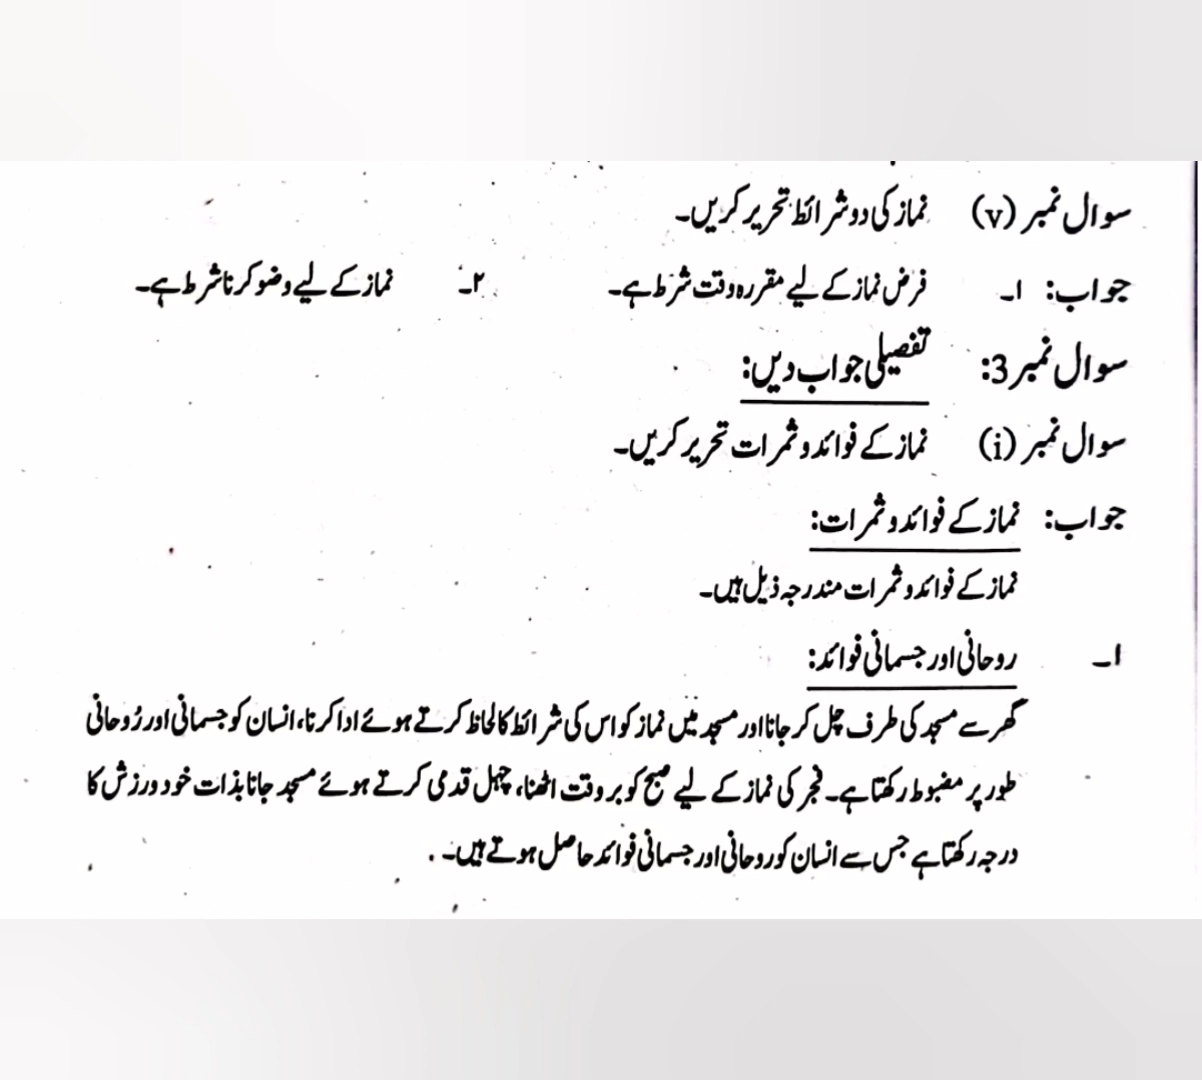 سوال نمبر (v) نماز کی دو شرائط تحریر کریں۔
جواب: ۱۔ فرض نماز کے لیے مقررہ وقت شرط ہے۔ ۲۔ نماز کے لیے وضو کرنا شرط ہے۔
سوال نمبر 3: تفصیلی جواب دیں:
سوال نمبر (i) نماز کے فوائد و ثمرات تحریر کریں۔
جواب: نماز کے فوائد و ثمرات:
نماز کے فوائد و ثمرات مندرجہ ذیل ہیں۔
۱۔ روحانی اور جسمانی فوائد:
گھر سے مسجد کی طرف چل کر جانا اور مسجد میں نماز کو اس کی شرائط کا لحاظ کرتے ہوئے ادا کرنا، انسان کو جسمانی اور رُوحانی
طور پر مضبوط رکھتا ہے۔ فجر کی نماز کے لیے صبح کو بر وقت اٹھنا، چہل قدمی کرتے ہوئے مسجد جانا بذات خود ورزش کا
درجہ رکھتا ہے جس سے انسان کو روحانی اور جسمانی فوائد حاصل ہوتے ہیں۔